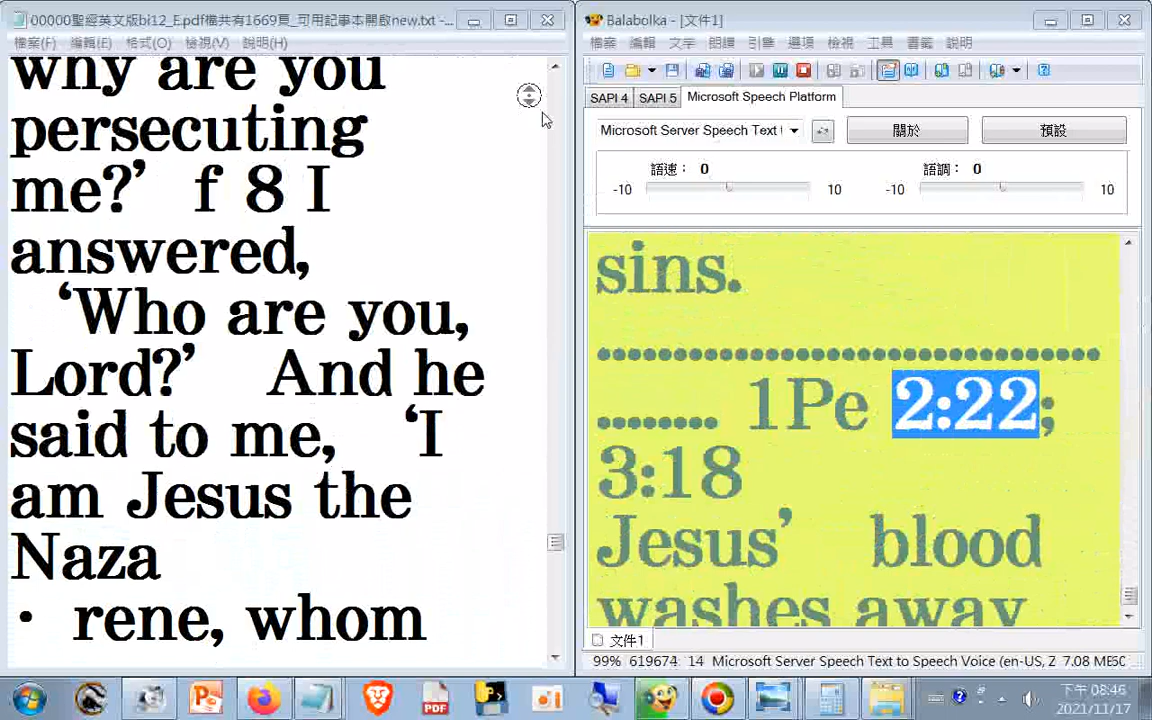 00000聖經英文版bi12_E.pdf檔共有1669頁_可用記事本開啟new.txt -...
檔案(F) 編輯(E) 格式(O) 檢視(V) 說明(H)
why are you
persecuting
me?’ f 8 I
answered,
‘Who are you,
Lord?’ And he
said to me, ‘I
am Jesus the
Naza
· rene, whom
Balabolka - [文件1]
檔案 編輯 文字 朗讀 引擎 選項 檢視 工具 書籤 說明
SAPI 4 SAPI 5 Microsoft Speech Platform
Microsoft Server Speech Text 關於 預設
語速： 0 語調： 0
-10 10 -10 10
sins.
.................................
........ 1Pe 2:22;
3:18
Jesus’ blood
washes away
文件1
99% 619674 14 Microsoft Server Speech Text to Speech Voice (en-US, Z 7.08 ME
下午 08:46
2021/11/17